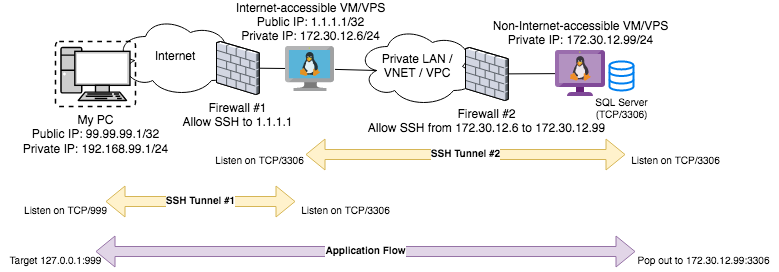 Internet-accessible VM/VPS
Public IP: 1.1.1.1/32
Private IP: 172.30.12.6/24
Non-Internet-accessible VM/VPS
Private IP: 172.30.12.99/24
Internet
Private LAN /
VNET / VPC
SQL Server
(TCP/3306)
Firewall #1
Allow SSH to 1.1.1.1
Firewall #2
Allow SSH from 172.30.12.6 to 172.30.12.99
My PC
Public IP: 99.99.99.1/32
Private IP: 192.168.99.1/24
Listen on TCP/3306
SSH Tunnel #2
Listen on TCP/3306
Listen on TCP/999
SSH Tunnel #1
Listen on TCP/3306
Target 127.0.0.1:999
Application Flow
Pop out to 172.30.12.99:3306